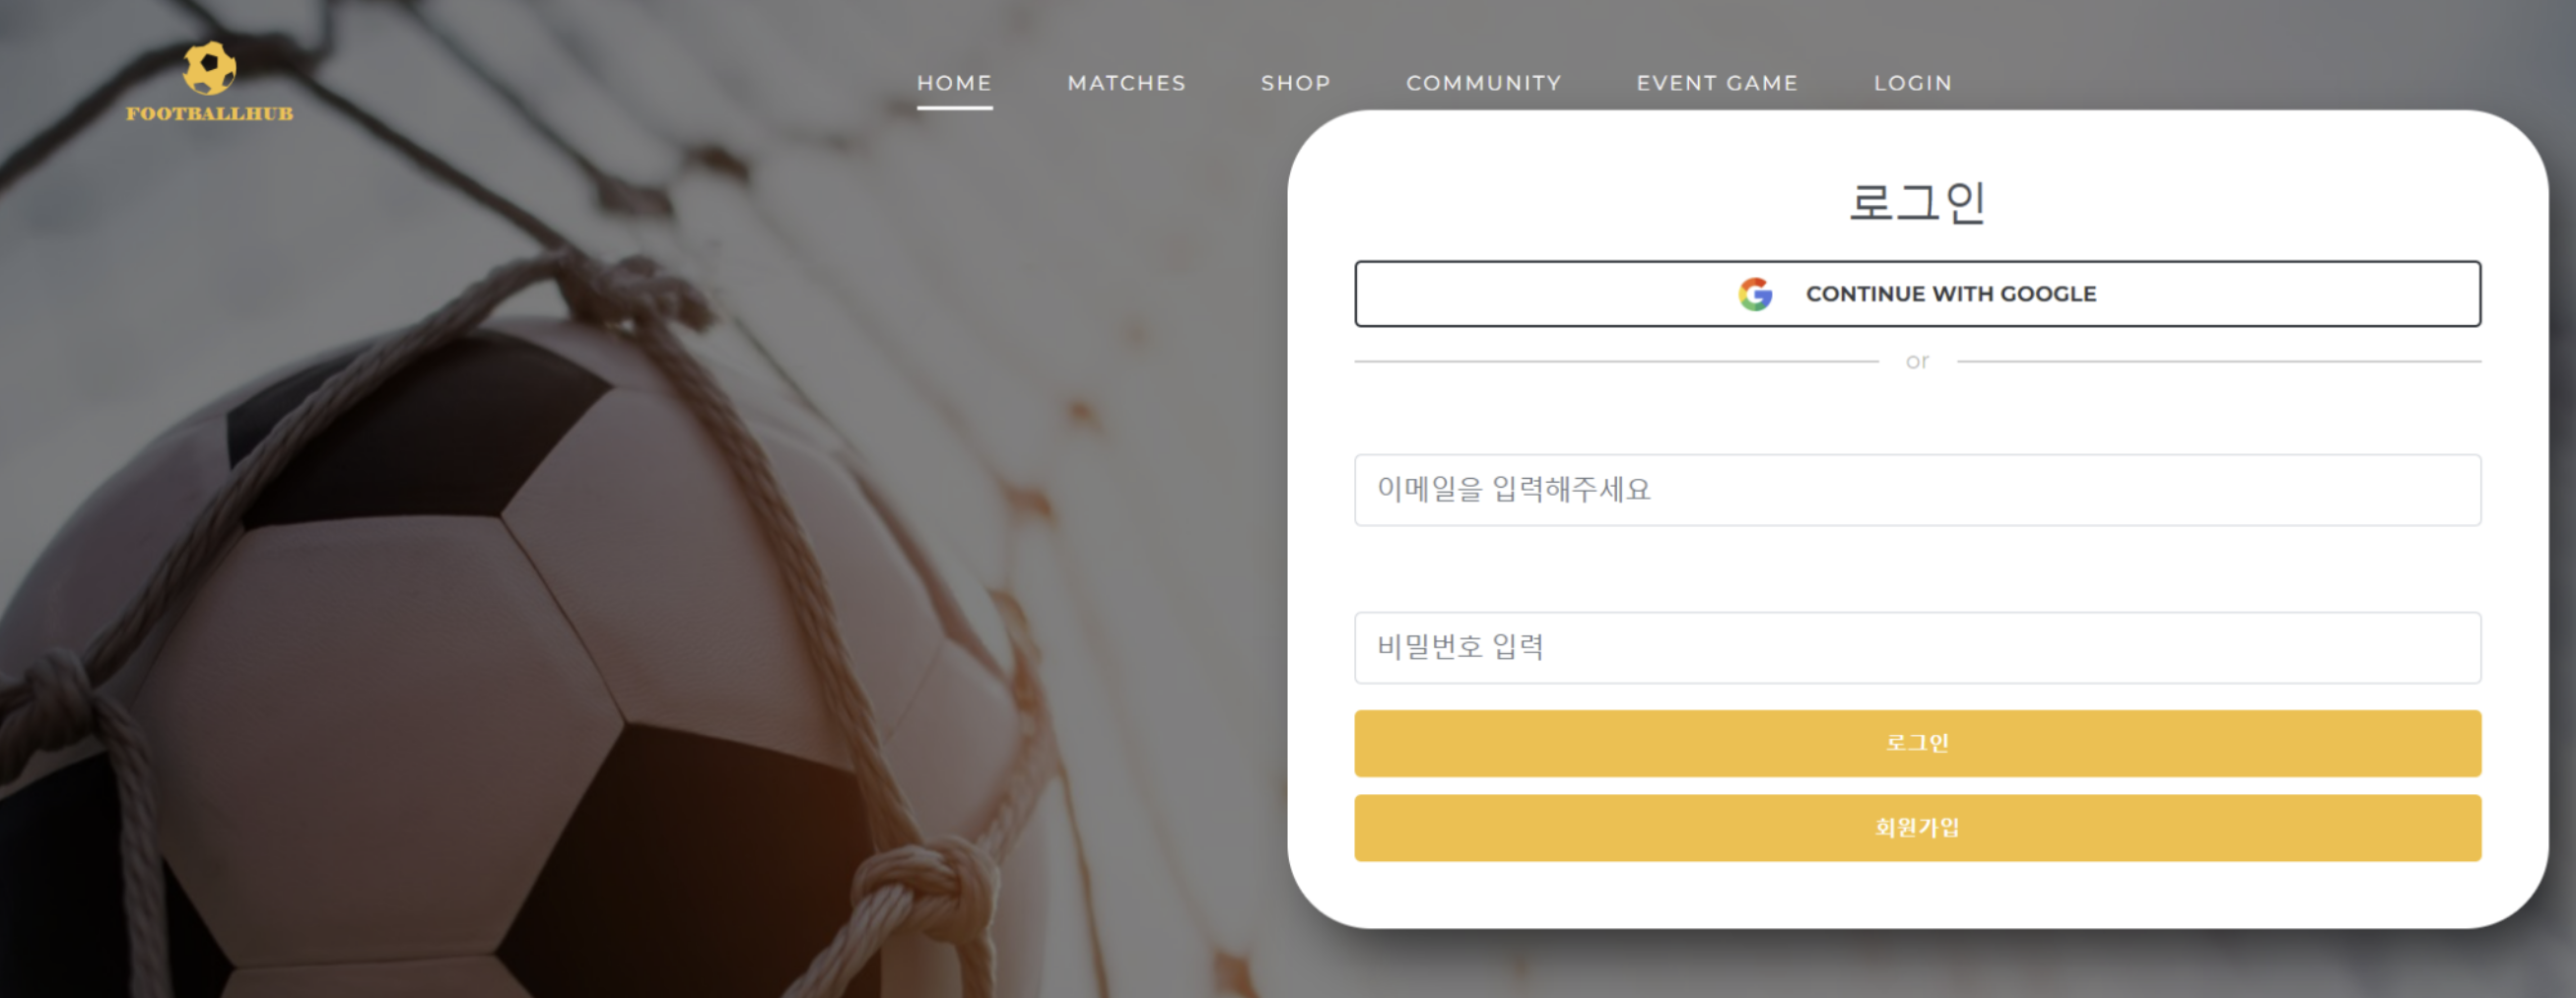 FOOTBALLHUB
HOME MATCHES SHOP COMMUNITY EVENT GAME LOGIN
로그인
CONTINUE WITH GOOGLE
or
이메일을 입력해주세요
비밀번호 입력
로그인
회원가입